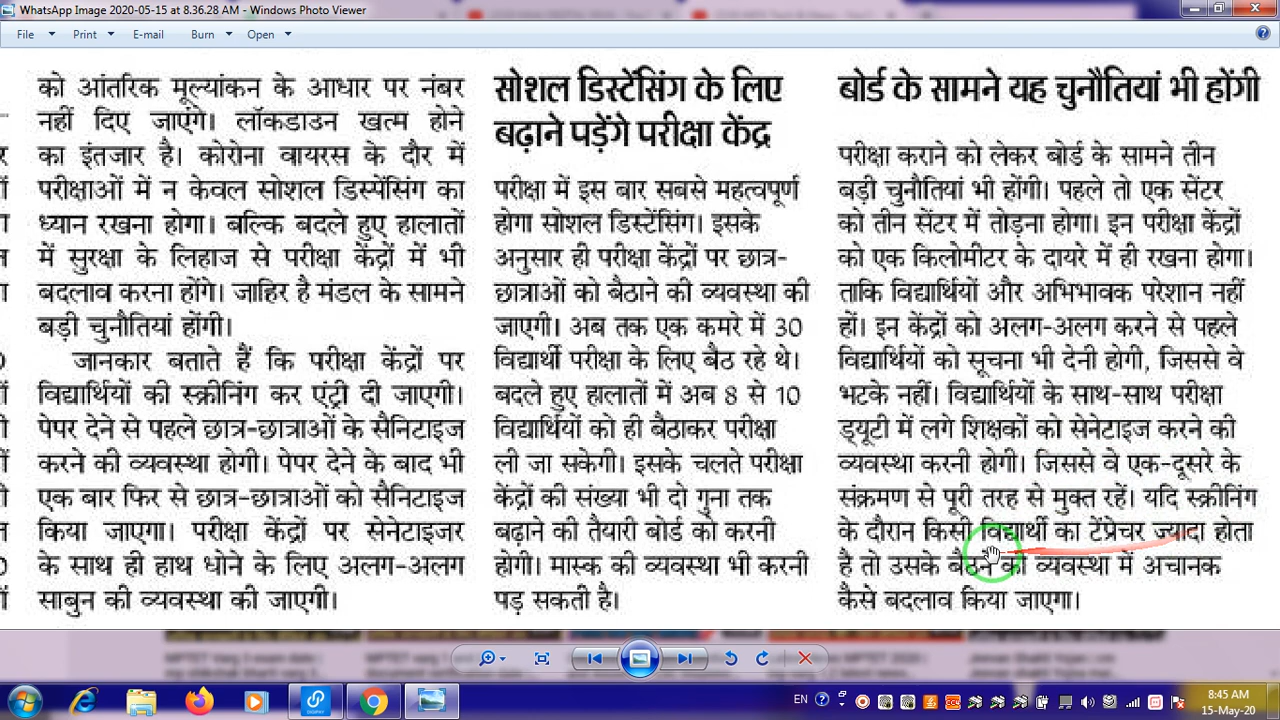 WhatsApp Image 2020-05-15 at 8.36.28 AM - Windows Photo Viewer
File Print E-mail Burn Open
को आंतरिक मूल्यांकन के आधार पर नंबर
नहीं दिए जाएंगे। लॉकडाउन खत्म होने
का इंतजार है। कोरोना वायरस के दौर में
परीक्षाओं में न केवल सोशल डिस्पेंसिंग का
ध्यान रखना होगा। बल्कि बदले हुए हालातों
में सुरक्षा के लिहाज से परीक्षा केंद्रों में भी
बदलाव करना होंगे। जाहिर है मंडल के सामने
बड़ी चुनौतियां होंगी।
जानकार बताते हैं कि परीक्षा केंद्रों पर
विद्यार्थियों की स्क्रीनिंग कर एंट्री दी जाएगी।
पेपर देने से पहले छात्र-छात्राओं के सैनिटाइज
करने की व्यवस्था होगी। पेपर देने के बाद भी
एक बार फिर से छात्र-छात्राओं को सैनिटाइज
किया जाएगा। परीक्षा केंद्रों पर सेनेटाइजर
के साथ ही हाथ धोने के लिए अलग-अलग
साबुन की व्यवस्था की जाएगी।
सोशल डिस्टेंसिंग के लिए
बढ़ाने पड़ेंगे परीक्षा केंद्र
परीक्षा में इस बार सबसे महत्वपूर्ण
होगा सोशल डिस्टेंसिंग। इसके
अनुसार ही परीक्षा केंद्रों पर छात्र-
छात्राओं को बैठाने की व्यवस्था की
जाएगी। अब तक एक कमरे में 30
विद्यार्थी परीक्षा के लिए बैठ रहे थे।
बदले हुए हालातों में अब 8 से 10
विद्यार्थियों को ही बैठाकर परीक्षा
ली जा सकेगी। इसके चलते परीक्षा
केंद्रों की संख्या भी दो गुना तक
बढ़ाने की तैयारी बोर्ड को करनी
होगी। मास्क की व्यवस्था भी करनी
पड़ सकती है।
बोर्ड के सामने यह चुनौतियां भी होंगी
परीक्षा कराने को लेकर बोर्ड के सामने तीन
बड़ी चुनौतियां भी होंगी। पहले तो एक सेंटर
को तीन सेंटर में तोड़ना होगा। इन परीक्षा केंद्रों
को एक किलोमीटर के दायरे में ही रखना होगा।
ताकि विद्यार्थियों और अभिभावक परेशान नहीं
हों। इन केंद्रों को अलग-अलग करने से पहले
विद्यार्थियों को सूचना भी देनी होगी, जिससे वे
भटके नहीं। विद्यार्थियों के साथ-साथ परीक्षा
ड्यूटी में लगे शिक्षकों को सेनेटाइज करने की
व्यवस्था करनी होगी। जिससे वे एक-दूसरे के
संक्रमण से पूरी तरह से मुक्त रहें। यदि स्क्रीनिंग
के दौरान किसी विद्यार्थी का टेंप्रेचर ज्यादा होता
है तो उसके बैठने की व्यवस्था में अचानक
कैसे बदलाव किया जाएगा।
EN
8:45 AM
15-May-20